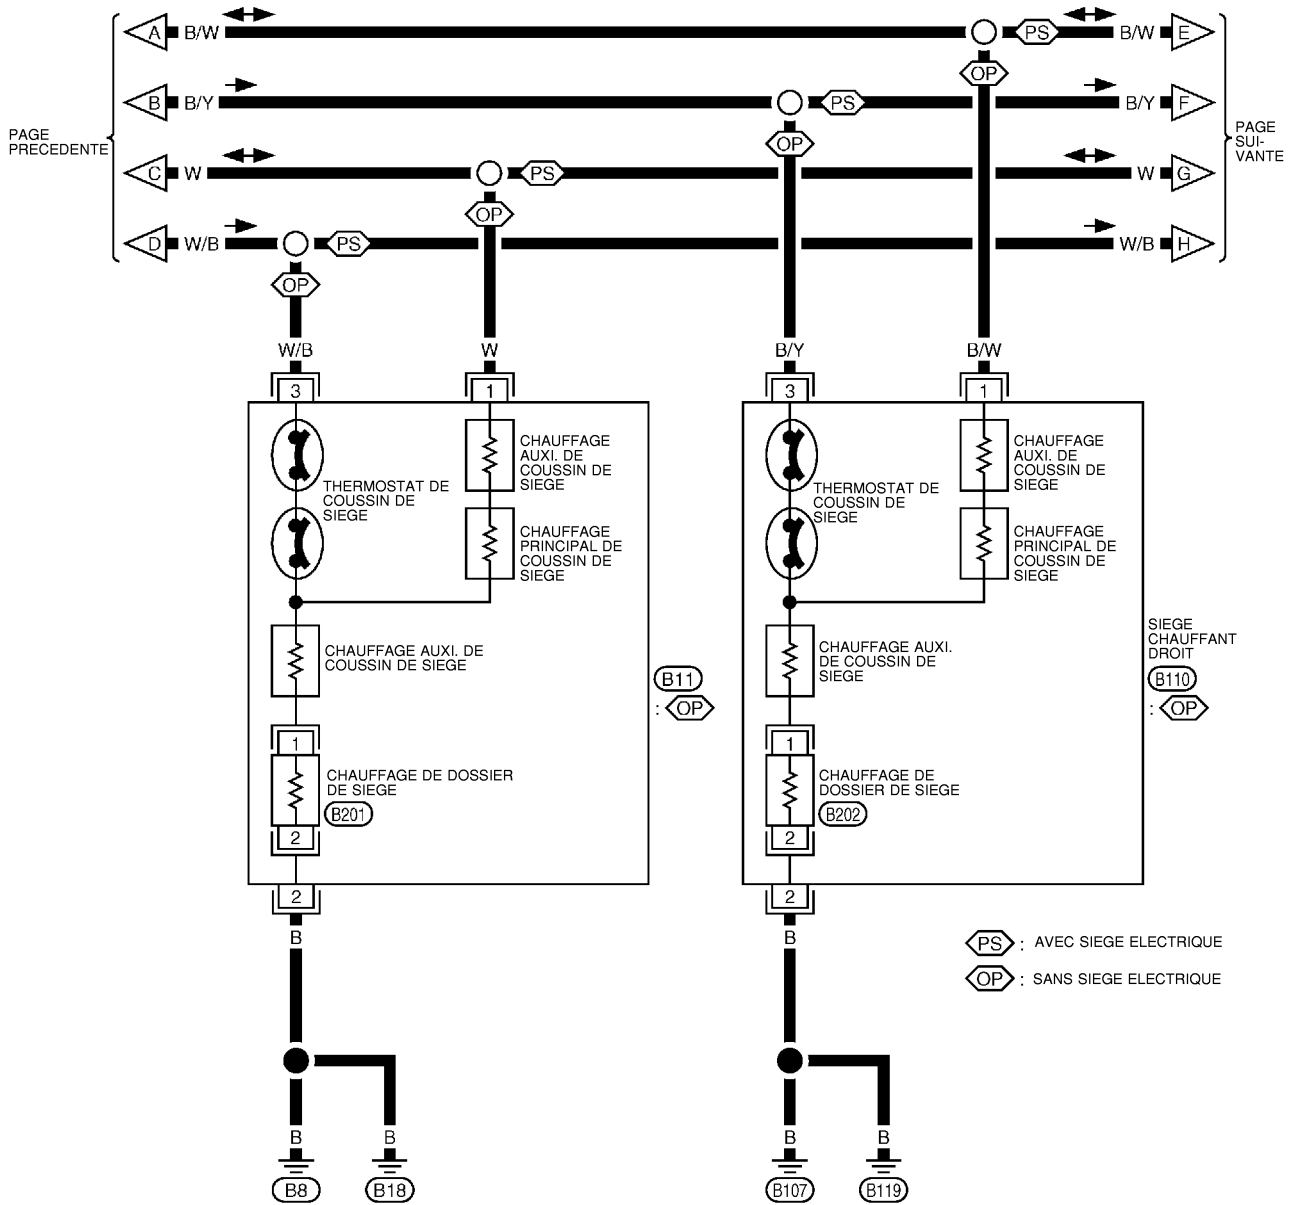 A B/W PS B/W E
OP
B B/Y PS B/Y F
OP
PAGE
PRECEDENTE
PAGE
SUI-
VANTE
C W PS W G
OP
D W/B PS W/B H
OP
W/B W B/Y B/W
3 1 3 1
CHAUFFAGE
AUXI. DE
COUSSIN DE
SIEGE
THERMOSTAT DE
COUSSIN DE
SIEGE
CHAUFFAGE
PRINCIPAL DE
COUSSIN DE
SIEGE
CHAUFFAGE AUXI. DE
COUSSIN DE SIEGE
B11
: OP
1
CHAUFFAGE DE DOSSIER
DE SIEGE
B201
2
2
B
B B
B8 B18
CHAUFFAGE
AUXI. DE
COUSSIN DE
SIEGE
THERMOSTAT DE
COUSSIN DE
SIEGE
CHAUFFAGE
PRINCIPAL DE
COUSSIN DE
SIEGE
CHAUFFAGE AUXI.
DE COUSSIN DE
SIEGE
SIEGE
CHAUFFANT
DROIT
B110
: OP
1
CHAUFFAGE DE
DOSSIER DE SIEGE
B202
2
2
B
B B
B107 B119
PS : AVEC SIEGE ELECTRIQUE
OP : SANS SIEGE ELECTRIQUE